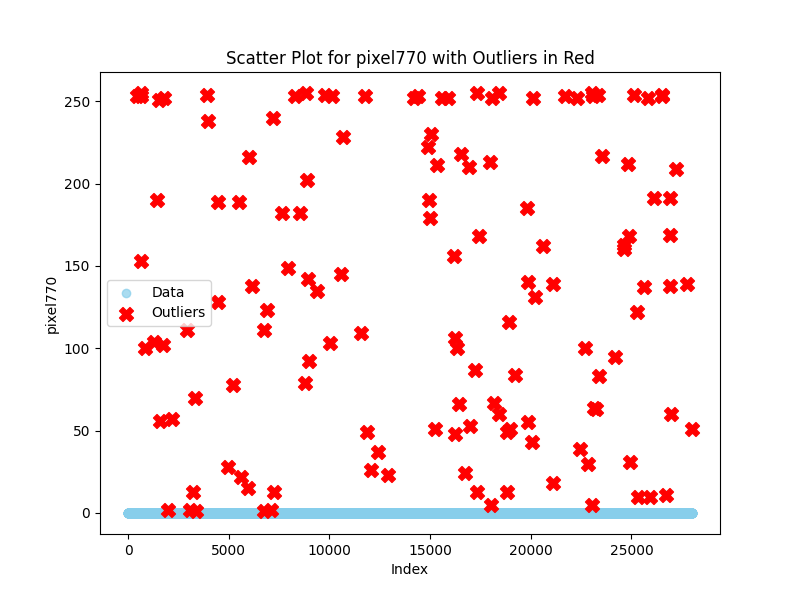 Scatter Plot for pixel770 with Outliers in Red
250
200
150
100
50
0
pixel770
Data
Outliers
0
5000
10000
15000
20000
25000
Index